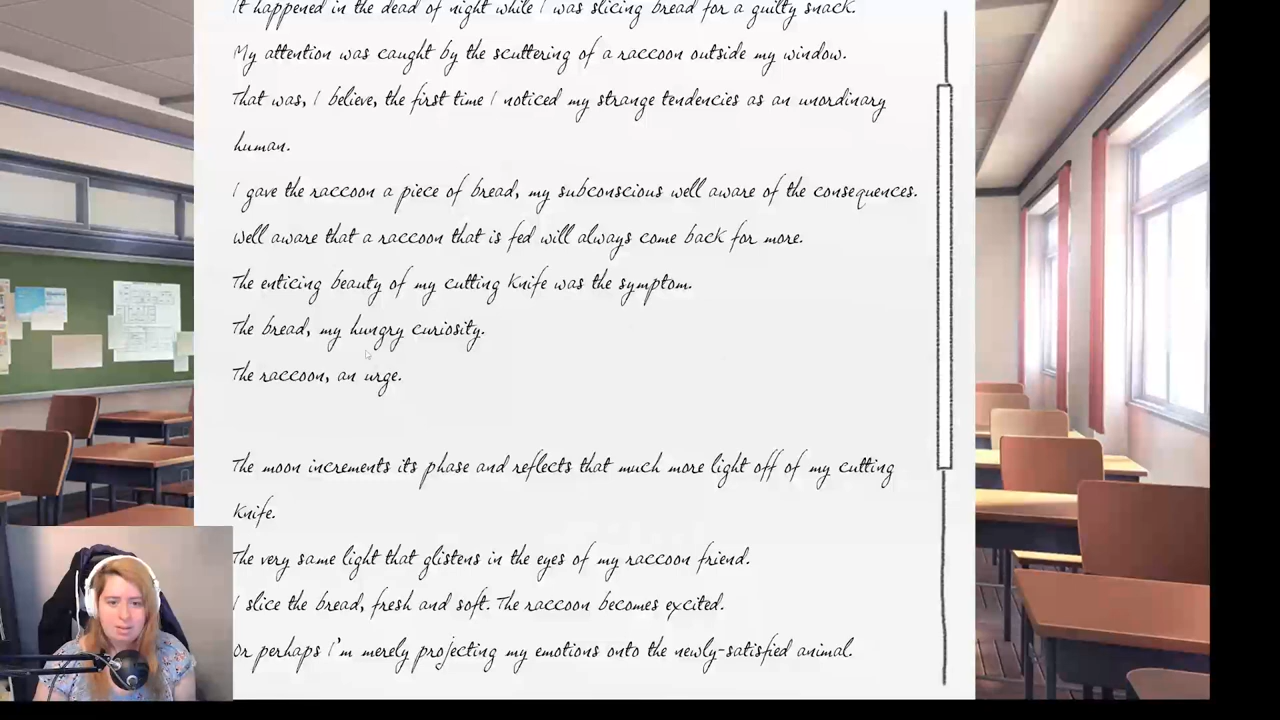 It happened in the dead of night while I was slicing bread for a guilty snack.
My attention was caught by the scuttering of a raccoon outside my window.
That was, I believe, the first time I noticed my strange tendencies as an unordinary
human.
I gave the raccoon a piece of bread, my subconscious well aware of the consequences.
Well aware that a raccoon that is fed will always come back for more.
The enticing beauty of my cutting knife was the symptom.
The bread, my hungry curiosity.
The raccoon, an urge.
The moon increments its phase and reflects that much more light off of my cutting
knife.
The very same light that glistens in the eyes of my raccoon friend.
I slice the bread, fresh and soft. The raccoon becomes excited.
Or perhaps I'm merely projecting my emotions onto the newly-satisfied animal.